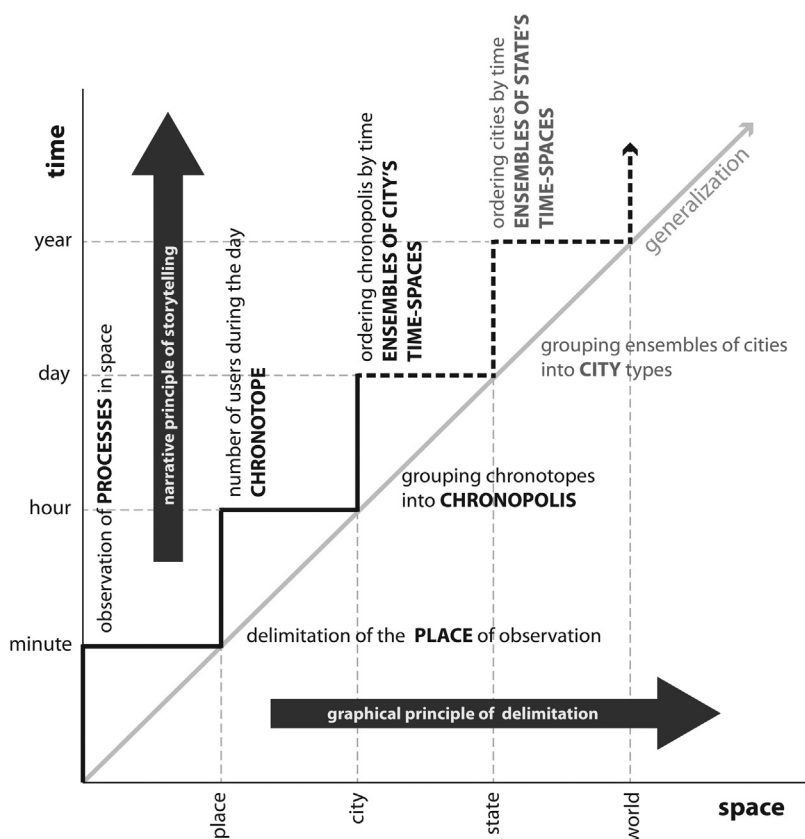 time
year
day
hour
minute
observation of PROCESSES in space
narrative principle of storytelling
number of users during the day
CHRONOTOPE
ordering chronopolis by time
ENSEMBLES OF CITY'S
TIME-SPACES
ordering cities by time
ENSEMBLES OF STATE'S
TIME-SPACES
generalization
grouping ensembles of cities
into CITY types
grouping chronotopes
into CHRONOPOLIS
delimitation of the PLACE of observation
graphical principle of delimitation
place
city
state
world
space